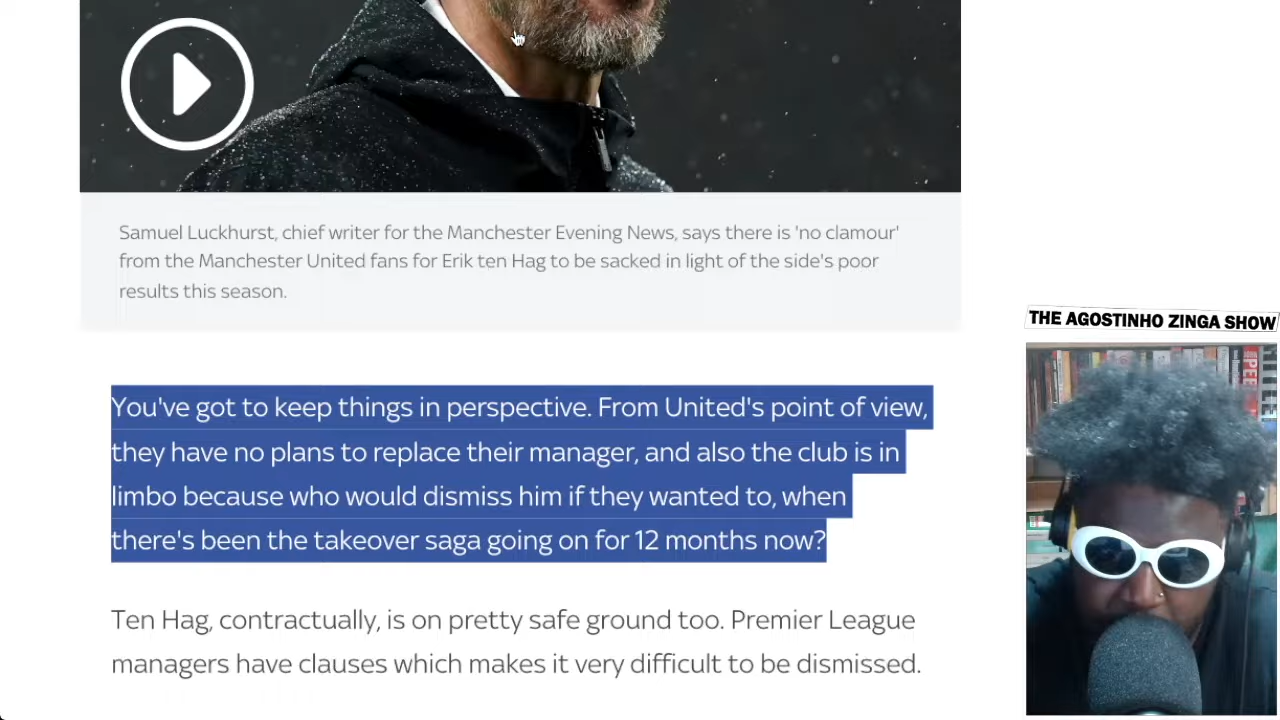 Samuel Luckhurst, chief writer for the Manchester Evening News, says there is 'no clamour'
from the Manchester United fans for Erik ten Hag to be sacked in light of the side's poor
results this season.
THE AGOSTINHO ZINGA SHOW
You've got to keep things in perspective. From United's point of view,
they have no plans to replace their manager, and also the club is in
limbo because who would dismiss him if they wanted to, when
there's been the takeover saga going on for 12 months now?
Ten Hag, contractually, is on pretty safe ground too. Premier League
managers have clauses which makes it very difficult to be dismissed.